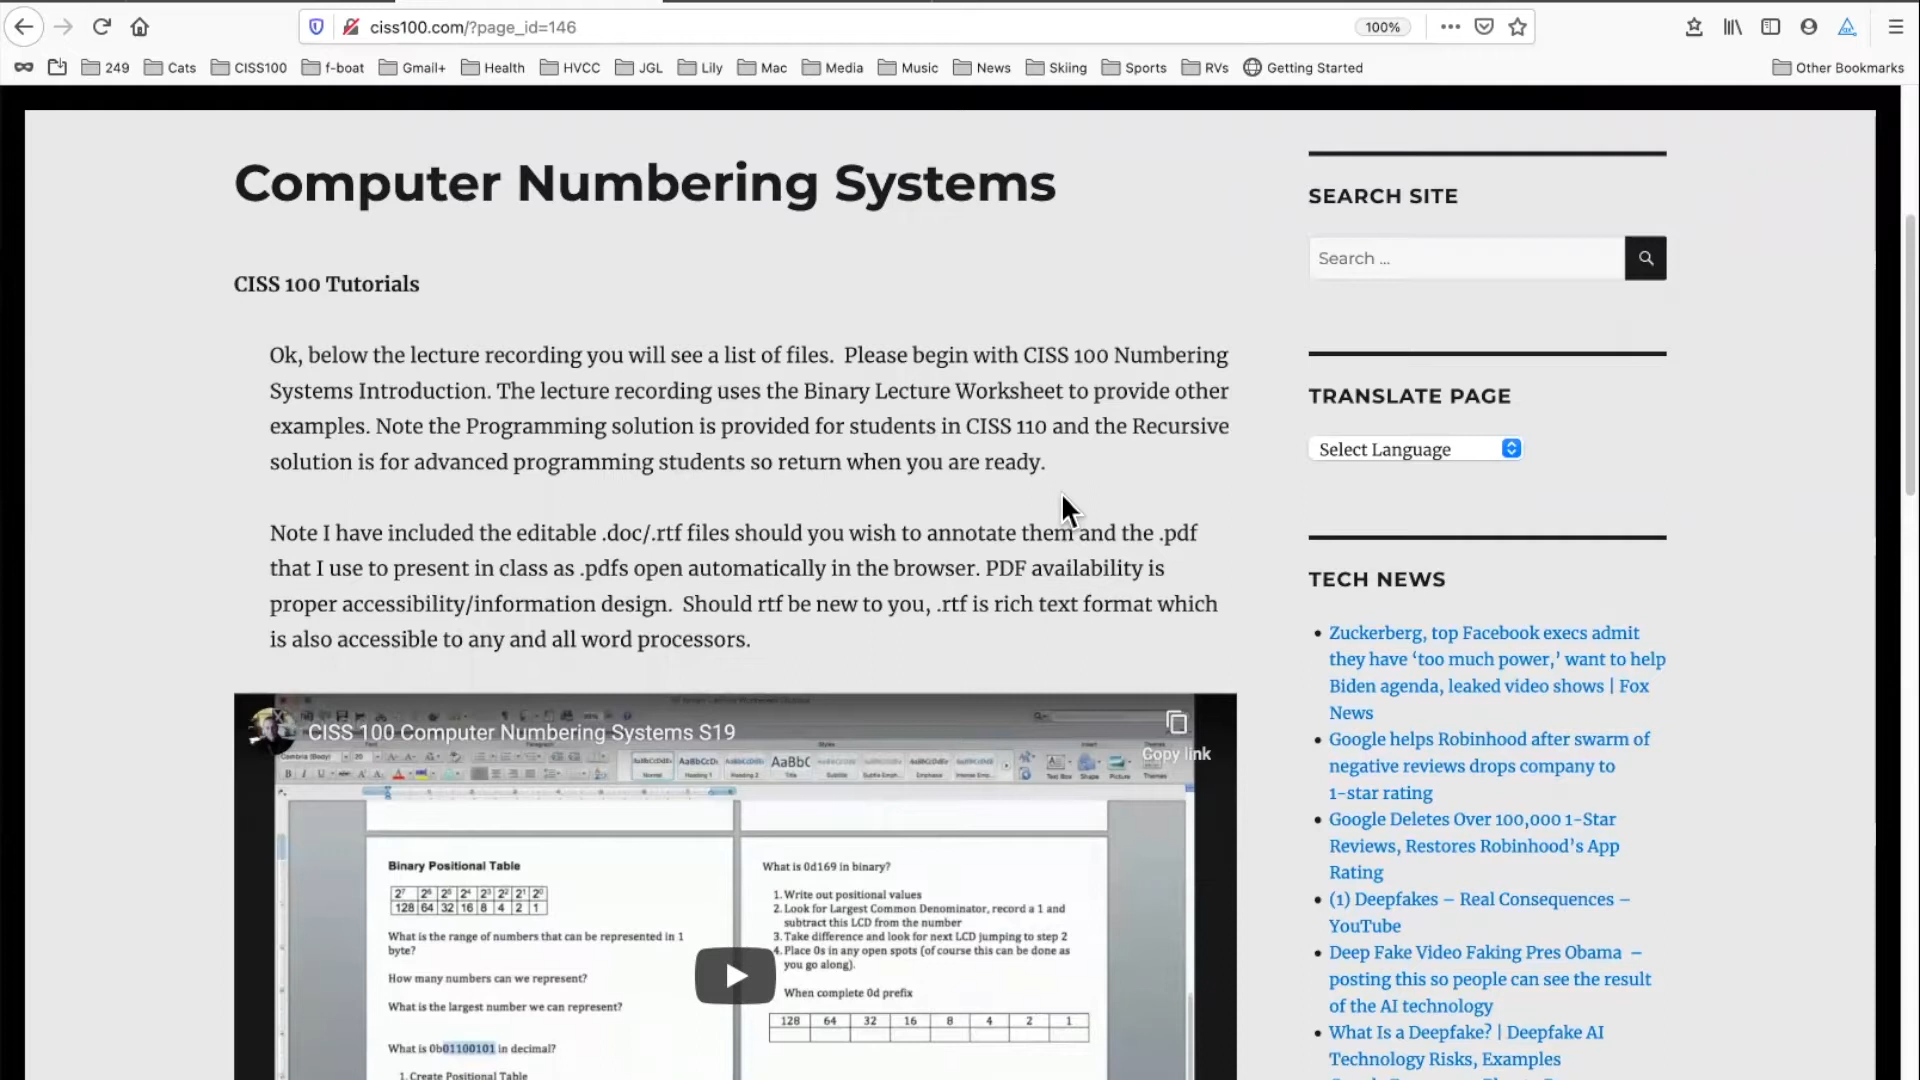 ciss100.com/?page_id=146
100%
249 Cats CISS100 f-boat Gmail+ Health HVCC JGL Lily Mac Media Music News Skiing Sports RVs Getting Started Other Bookmarks
Computer Numbering Systems
CISS 100 Tutorials
Ok, below the lecture recording you will see a list of files. Please begin with CISS 100 Numbering
Systems Introduction. The lecture recording uses the Binary Lecture Worksheet to provide other
examples. Note the Programming solution is provided for students in CISS 110 and the Recursive
solution is for advanced programming students so return when you are ready.
Note I have included the editable .doc/.rtf files should you wish to annotate them and the .pdf
that I use to present in class as .pdfs open automatically in the browser. PDF availability is
proper accessibility/information design. Should rtf be new to you, .rtf is rich text format which
is also accessible to any and all word processors.
CISS 100 Computer Numbering Systems S19
Copy link
Binary Positional Table
2⁷ 2⁶ 2⁵ 2⁴ 2³ 2² 2¹ 2⁰
128 64 32 16 8 4 2 1
What is the range of numbers that can be represented in 1
byte?
How many numbers can we represent?
What is the largest number we can represent?
What is 0b01100101 in decimal?
1. Create Positional Table
What is 0d169 in binary?
1. Write out positional values
2. Look for Largest Common Denominator, record a 1 and
subtract this LCD from the number
3. Take difference and look for next LCD jumping to step 2
4. Place 0s in any open spots (of course this can be done as
you go along).
When complete 0d prefix
128 64 32 16 8 4 2 1
SEARCH SITE
Search ...
TRANSLATE PAGE
Select Language
TECH NEWS
Zuckerberg, top Facebook execs admit
they have ‘too much power,’ want to help
Biden agenda, leaked video shows | Fox
News
Google helps Robinhood after swarm of
negative reviews drops company to
1-star rating
Google Deletes Over 100,000 1-Star
Reviews, Restores Robinhood’s App
Rating
(1) Deepfakes – Real Consequences –
YouTube
Deep Fake Video Faking Pres Obama –
posting this so people can see the result
of the AI technology
What Is a Deepfake? | Deepfake AI
Technology Risks, Examples